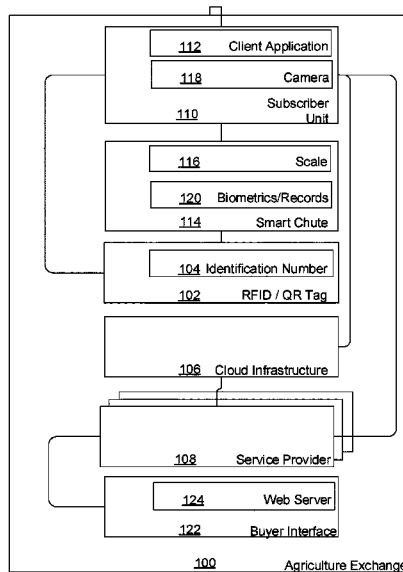 112 Client Application
118 Camera
Subscriber
110 Unit
116 Scale
120 Biometrics/Records
114 Smart Chute
104 Identification Number
102 RFID / QR Tag
106 Cloud Infrastructure
108 Service Provider
124 Web Server
122 Buyer Interface
100 Agriculture Exchange